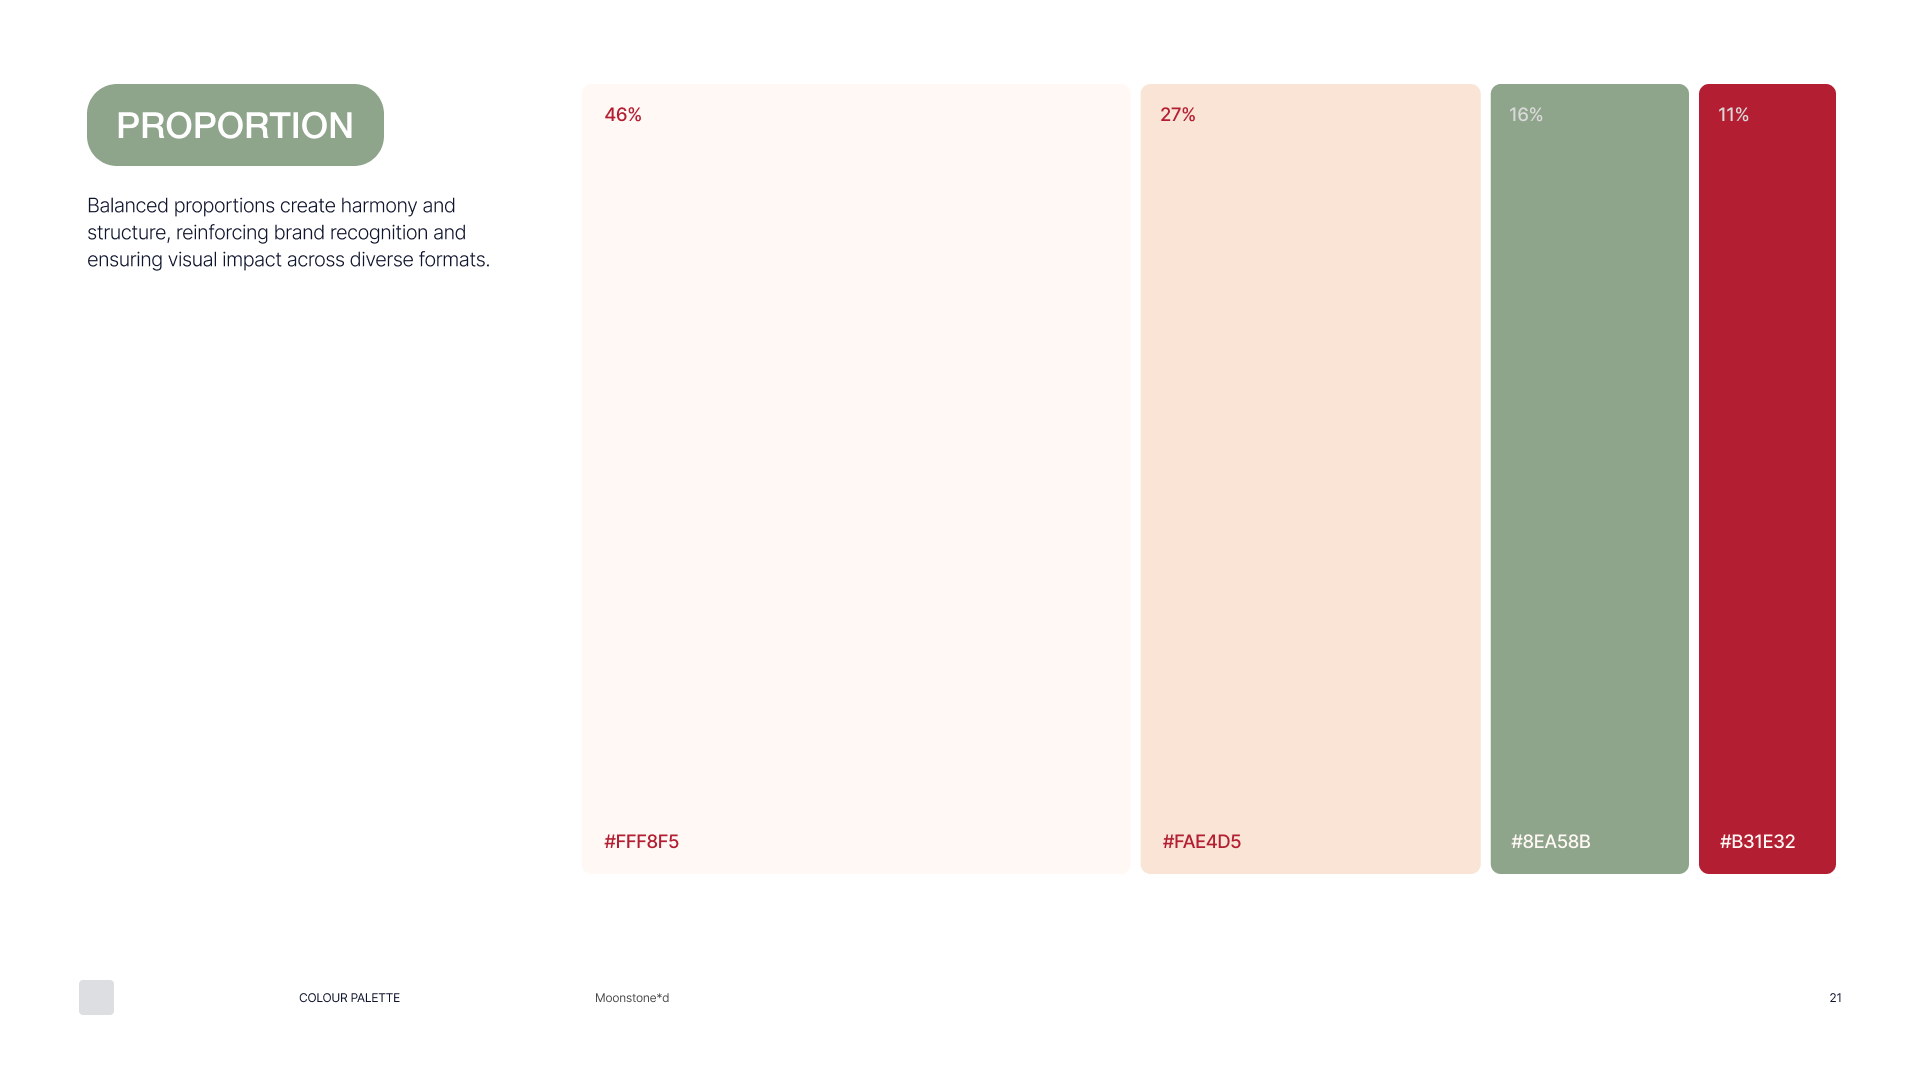 PROPORTION
Balanced proportions create harmony and
structure, reinforcing brand recognition and
ensuring visual impact across diverse formats.
46%
#FFF8F5
27%
#FAE4D5
16%
#8EA58B
11%
#B31E32
COLOUR PALETTE
Moonstone*d
21